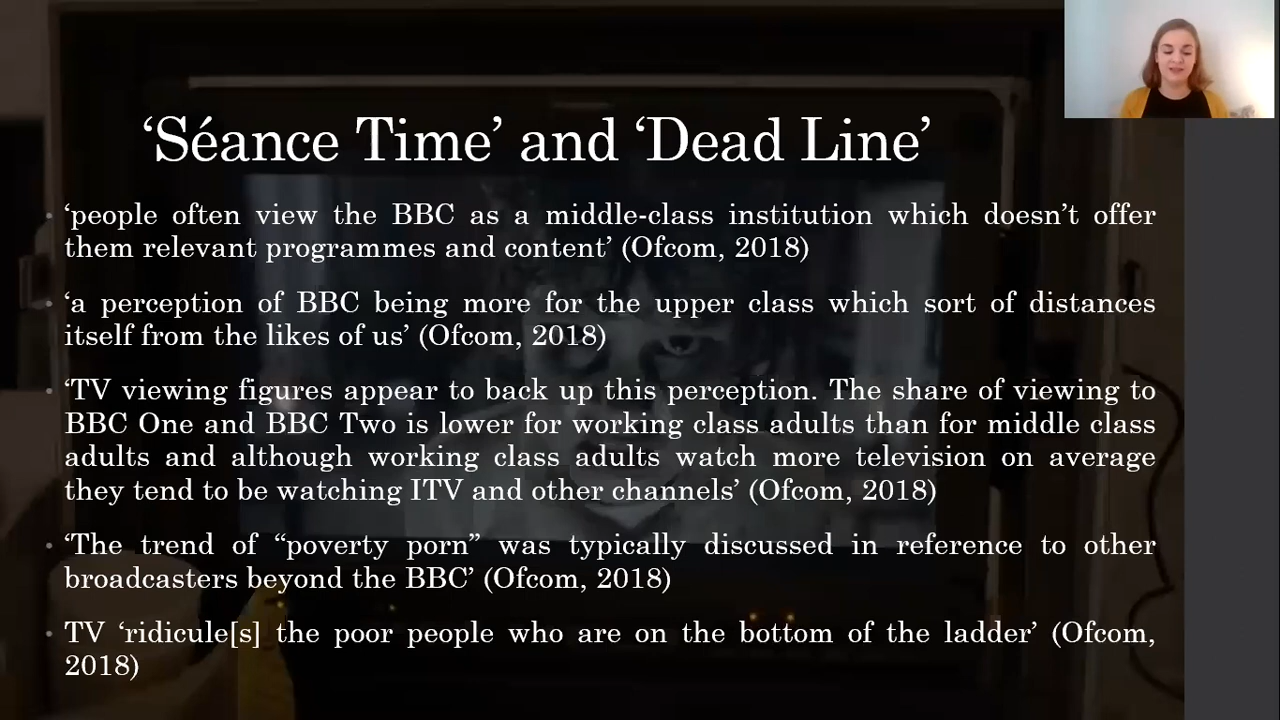 ‘Séance Time’ and ‘Dead Line’
‘people often view the BBC as a middle-class institution which doesn’t offer
them relevant programmes and content’ (Ofcom, 2018)
‘a perception of BBC being more for the upper class which sort of distances
itself from the likes of us’ (Ofcom, 2018)
‘TV viewing figures appear to back up this perception. The share of viewing to
BBC One and BBC Two is lower for working class adults than for middle class
adults and although working class adults watch more television on average
they tend to be watching ITV and other channels’ (Ofcom, 2018)
‘The trend of “poverty porn” was typically discussed in reference to other
broadcasters beyond the BBC’ (Ofcom, 2018)
TV ‘ridicule[s] the poor people who are on the bottom of the ladder’ (Ofcom,
2018)